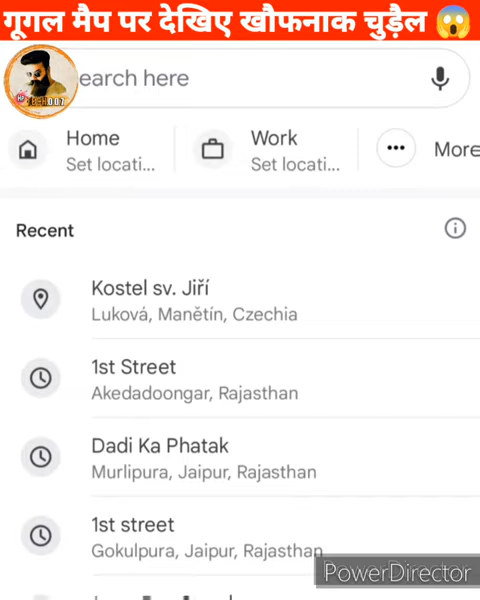 गूगल मैप पर देखिए खौफनाक चुड़ैल 😱
earch here
TECH007
Home
Set locati...
Work
Set locati...
More
Recent
Kostel sv. Jiří
Luková, Manětín, Czechia
1st Street
Akedadoongar, Rajasthan
Dadi Ka Phatak
Murlipura, Jaipur, Rajasthan
1st street
Gokulpura, Jaipur, Rajasthan
PowerDirector